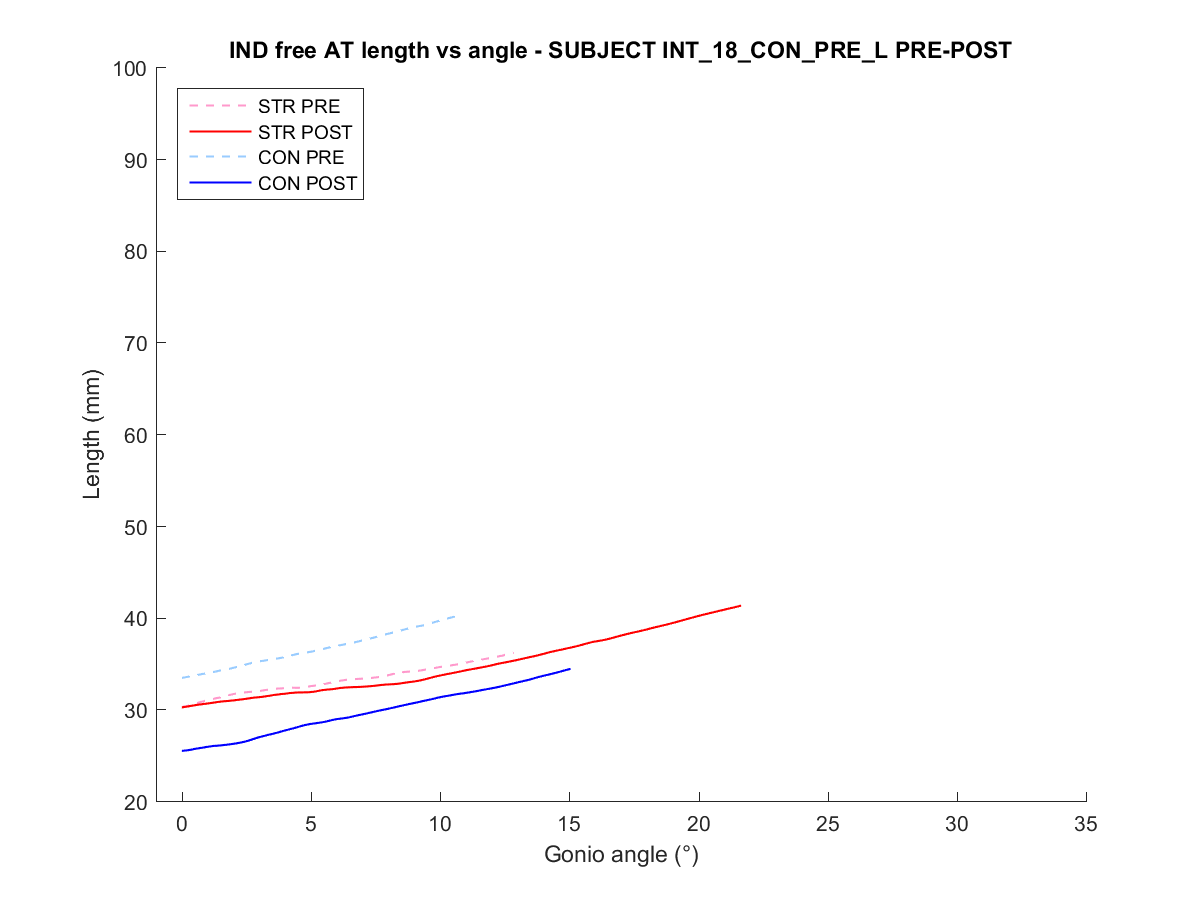 IND free AT length vs angle - SUBJECT INT_18_CON_PRE_L PRE-POST
100
90
80
70
60
50
40
30
20
Length (mm)
STR PRE
STR POST
CON PRE
CON POST
0 5 10 15 20 25 30 35
Gonio angle (°)